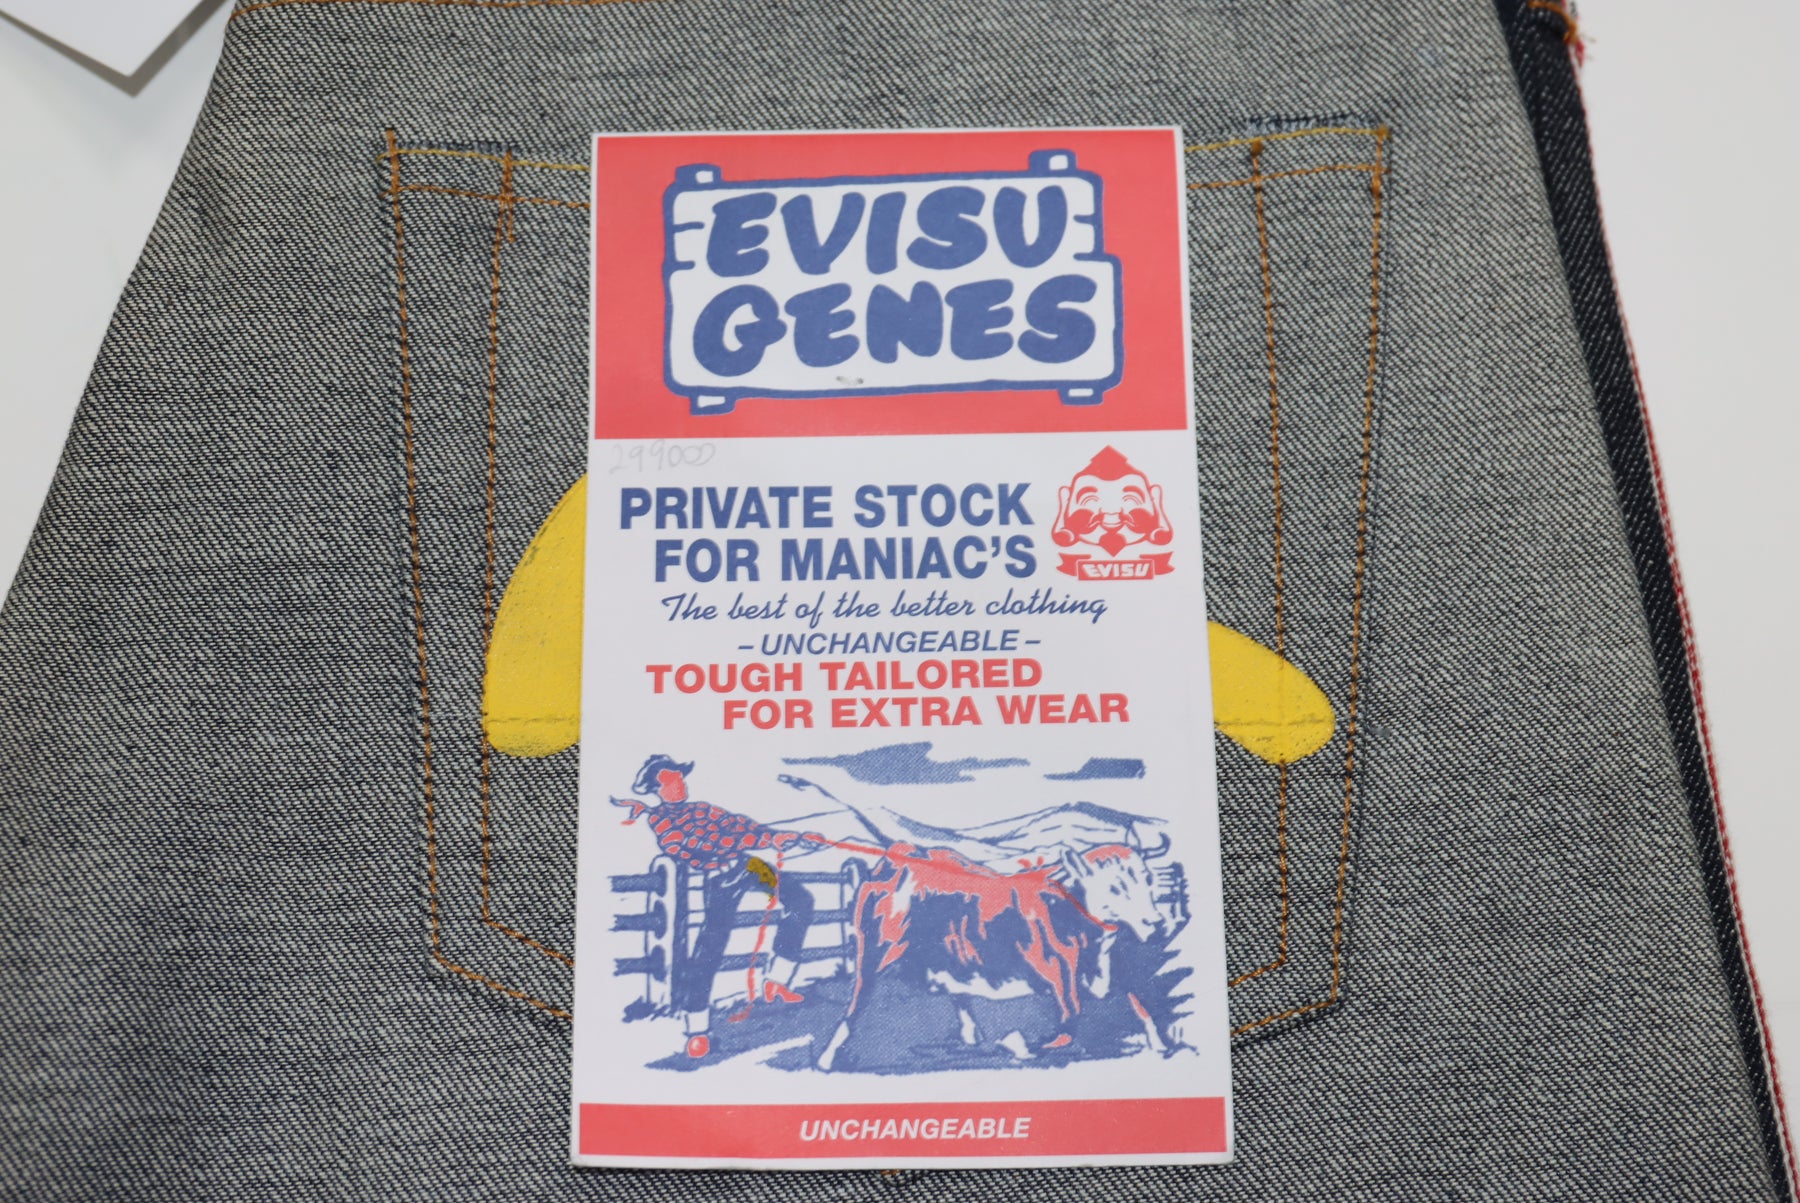 EVISU
GENES
299000
PRIVATE STOCK
FOR MANIAC'S
EVISU
The best of the better clothing
–UNCHANGEABLE–
TOUGH TAILORED
FOR EXTRA WEAR
UNCHANGEABLE